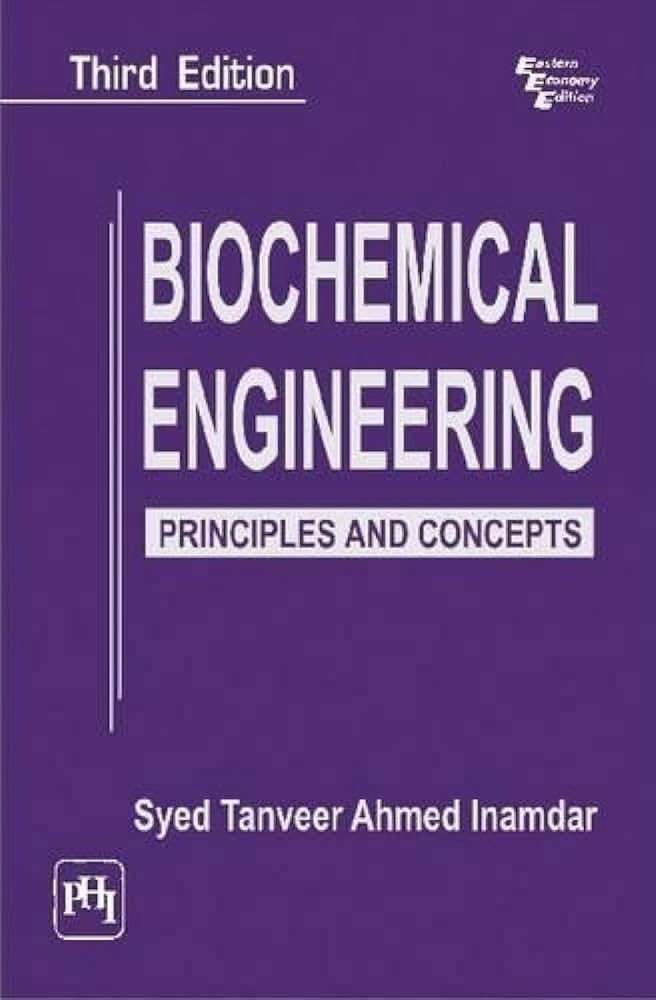 Third Edition
Eastern
Economy
Edition
BIOCHEMICAL
ENGINEERING
PRINCIPLES AND CONCEPTS
Syed Tanveer Ahmed Inamdar
PHI